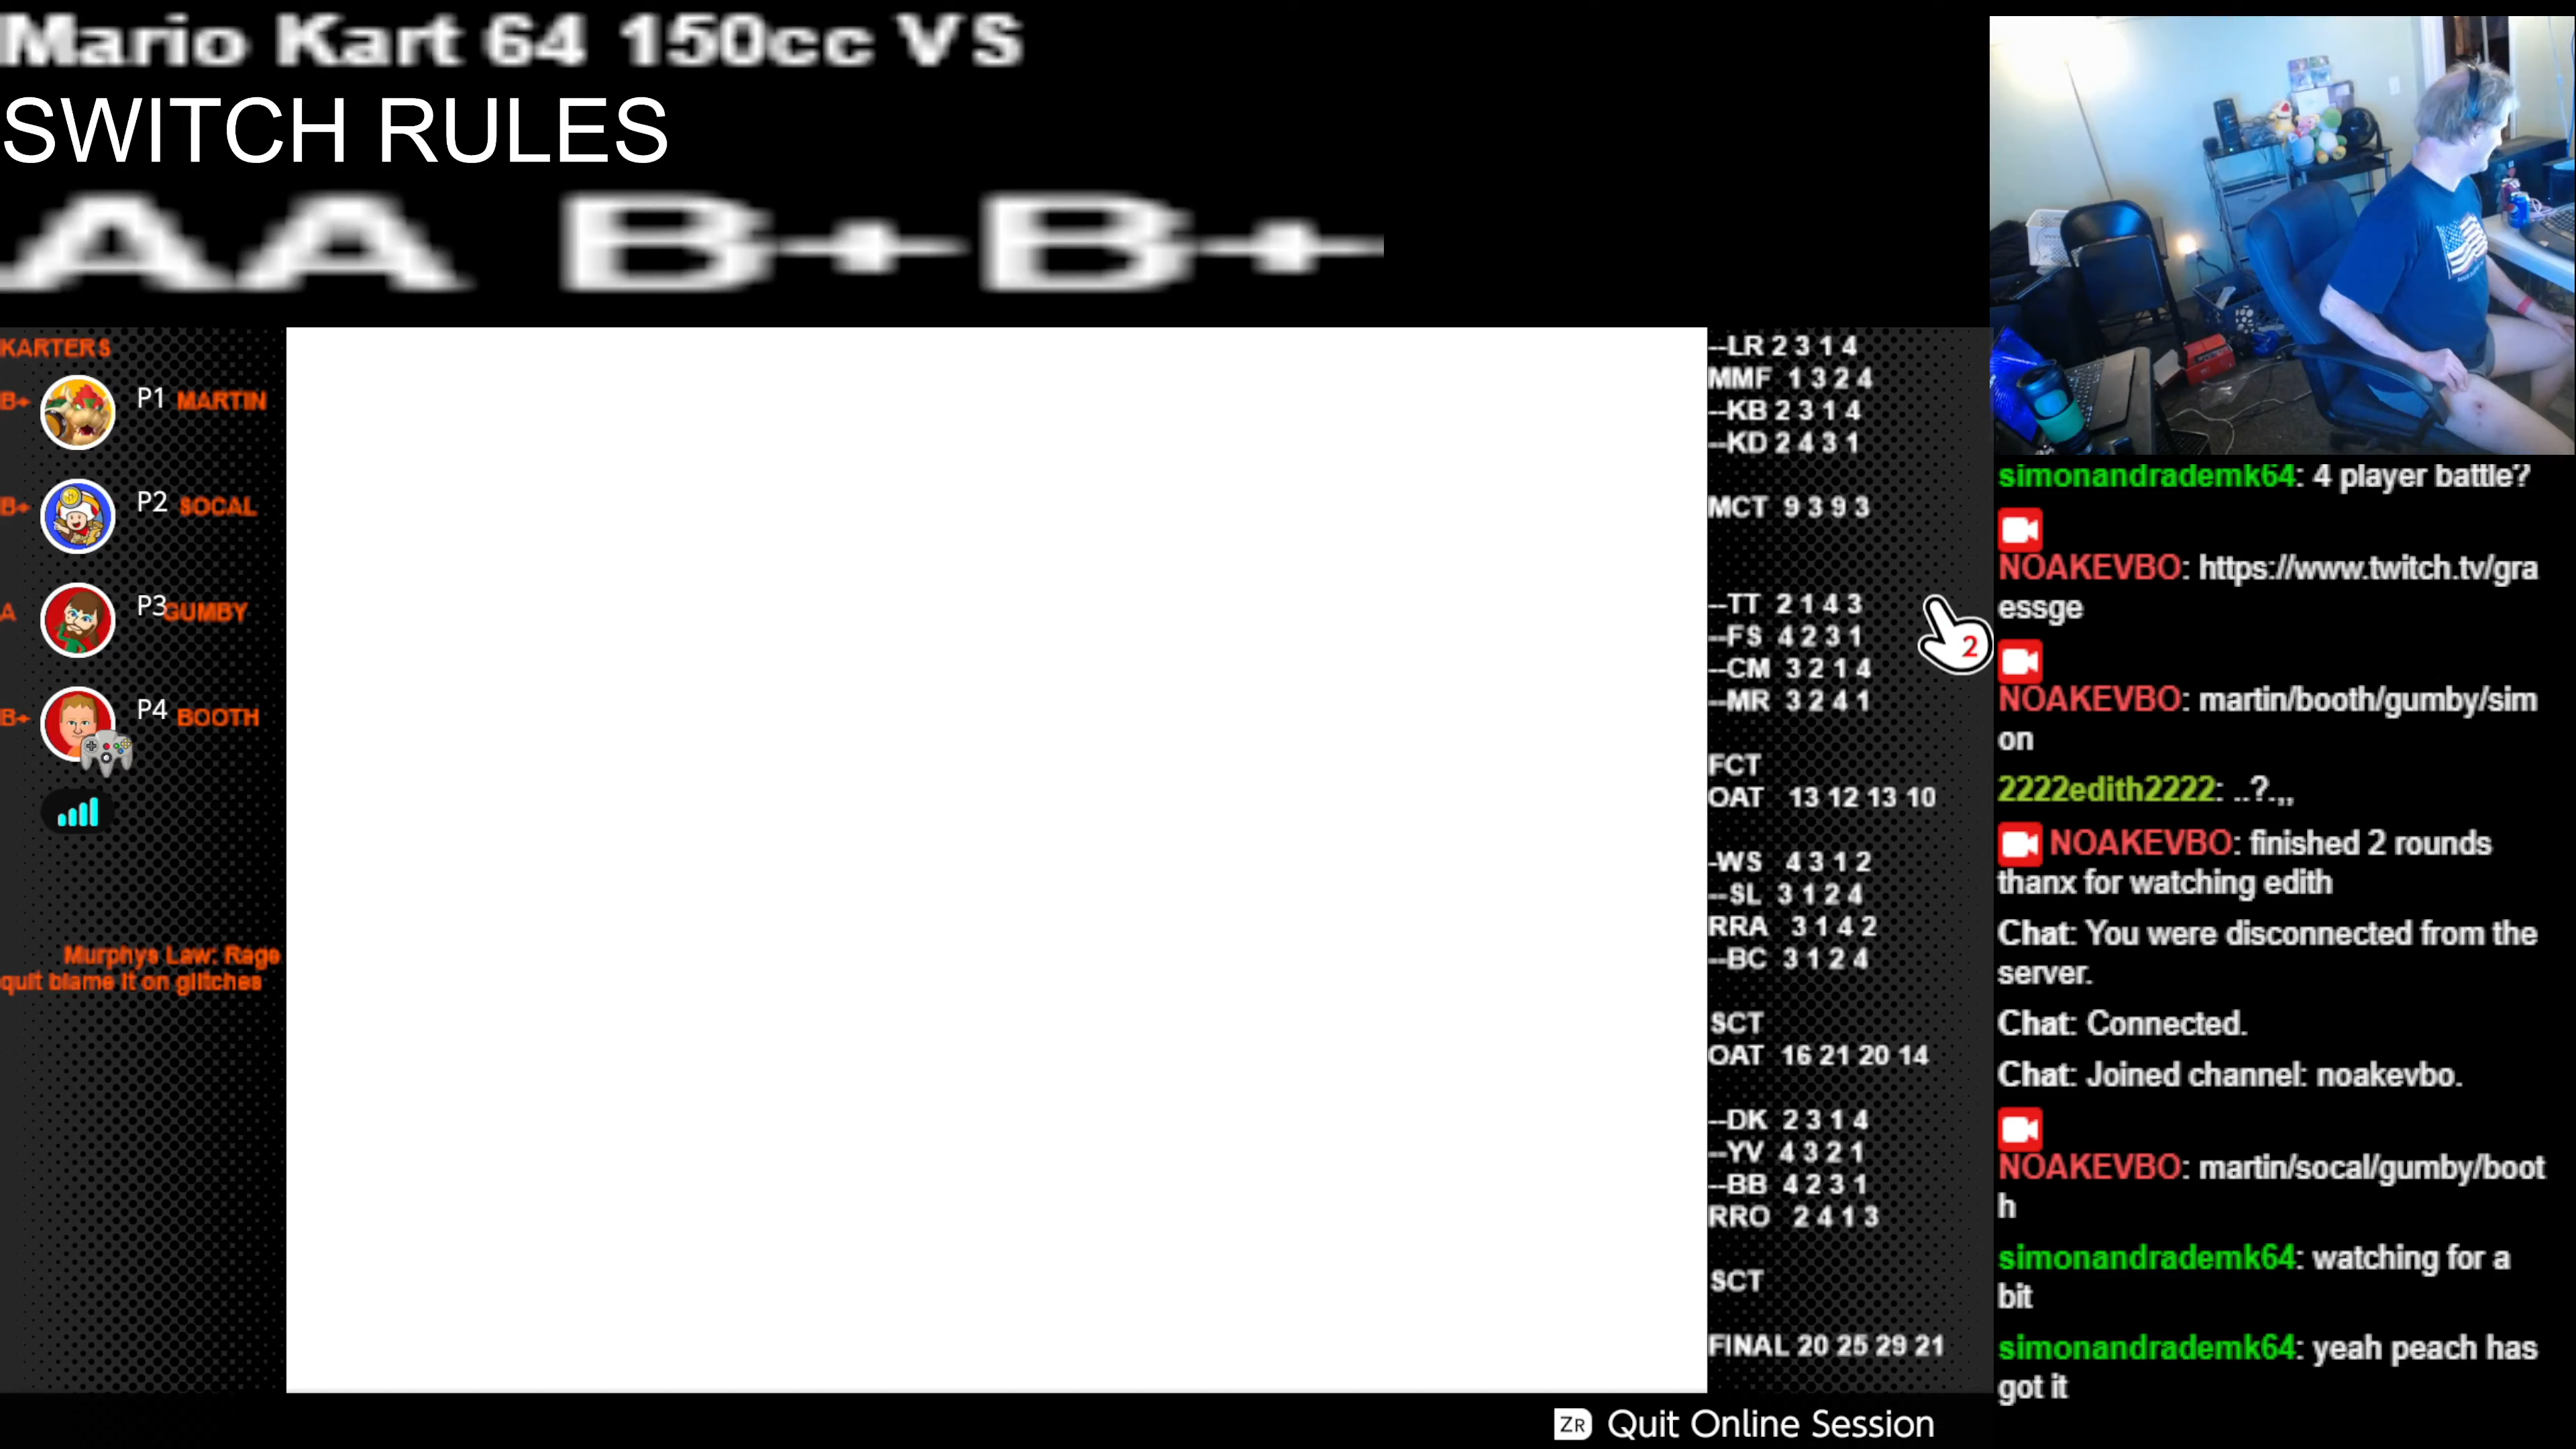 Mario Kart 64 150cc VS
SWITCH RULES
AA B+B+
KARTERS
B+ P1 MARTIN
B+ P2 SOCAL
A P3 GUMBY
B+ P4 BOOTH
Murphys Law: Rage
quit blame it on glitches
--LR 2 3 1 4
MMF 1 3 2 4
--KB 2 3 1 4
--KD 2 4 3 1
MCT 9 3 9 3
--TT 2 1 4 3
--FS 4 2 3 1
--CM 3 2 1 4
--MR 3 2 4 1
FCT
OAT 13 12 13 10
-WS 4 3 1 2
--SL 3 1 2 4
RRA 3 1 4 2
--BC 3 1 2 4
SCT
OAT 16 21 20 14
--DK 2 3 1 4
--YV 4 3 2 1
--BB 4 2 3 1
RRO 2 4 1 3
SCT
FINAL 20 25 29 21
2
ZR Quit Online Session
simonandrademk64: 4 player battle?
NOAKEVBO: https://www.twitch.tv/gra
essge
NOAKEVBO: martin/booth/gumby/sim
on
2222edith2222: ..?.,,
NOAKEVBO: finished 2 rounds
thanx for watching edith
Chat: You were disconnected from the
server.
Chat: Connected.
Chat: Joined channel: noakevbo.
NOAKEVBO: martin/socal/gumby/boot
h
simonandrademk64: watching for a
bit
simonandrademk64: yeah peach has
got it